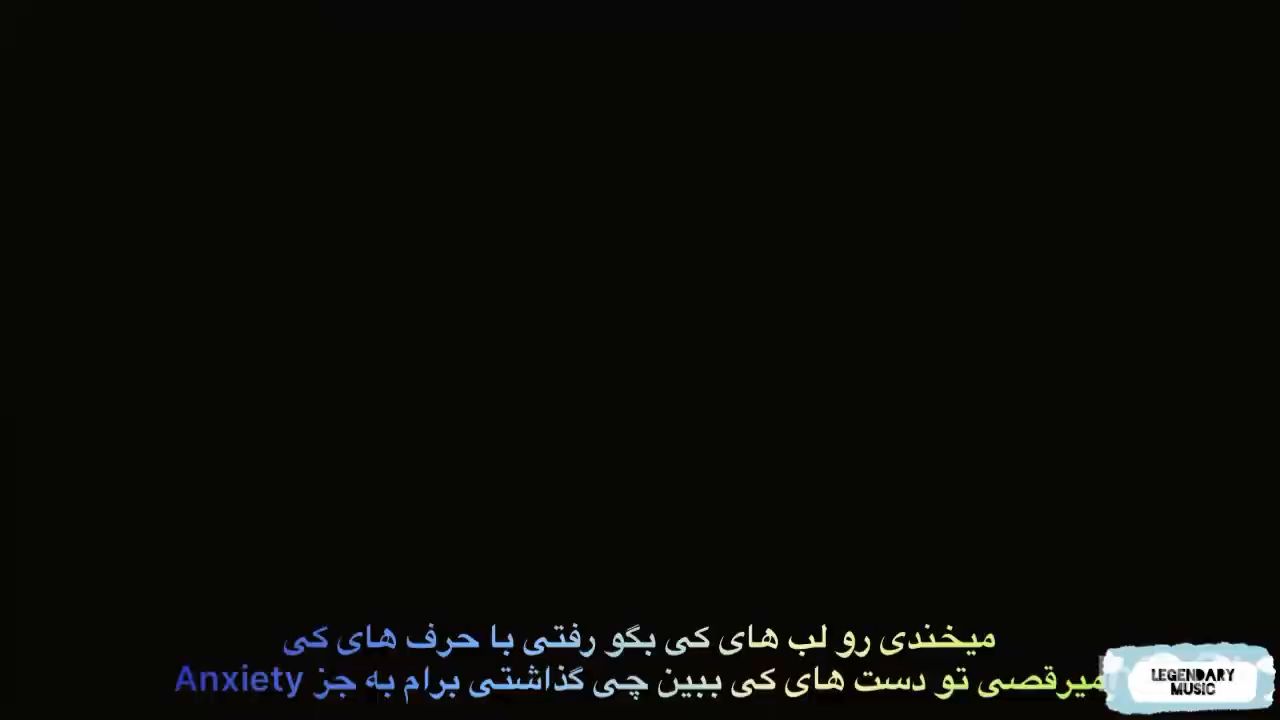 میخندی رو لب های کی بگو رفتی با حرف های کی
میرقصی تو دست های کی ببین چی گذاشتی برام به جز Anxiety
LEGENDARY
MUSIC